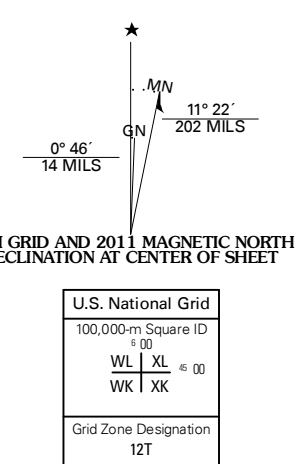 MN
11° 22´
202 MILS
GN
0° 46´
14 MILS
GRID AND 2011 MAGNETIC NORTH
AT CENTER OF SHEET
U.S. National Grid
100,000-m Square ID
6 00
WL XL
45 00
WK XK
Grid Zone Designation
12T